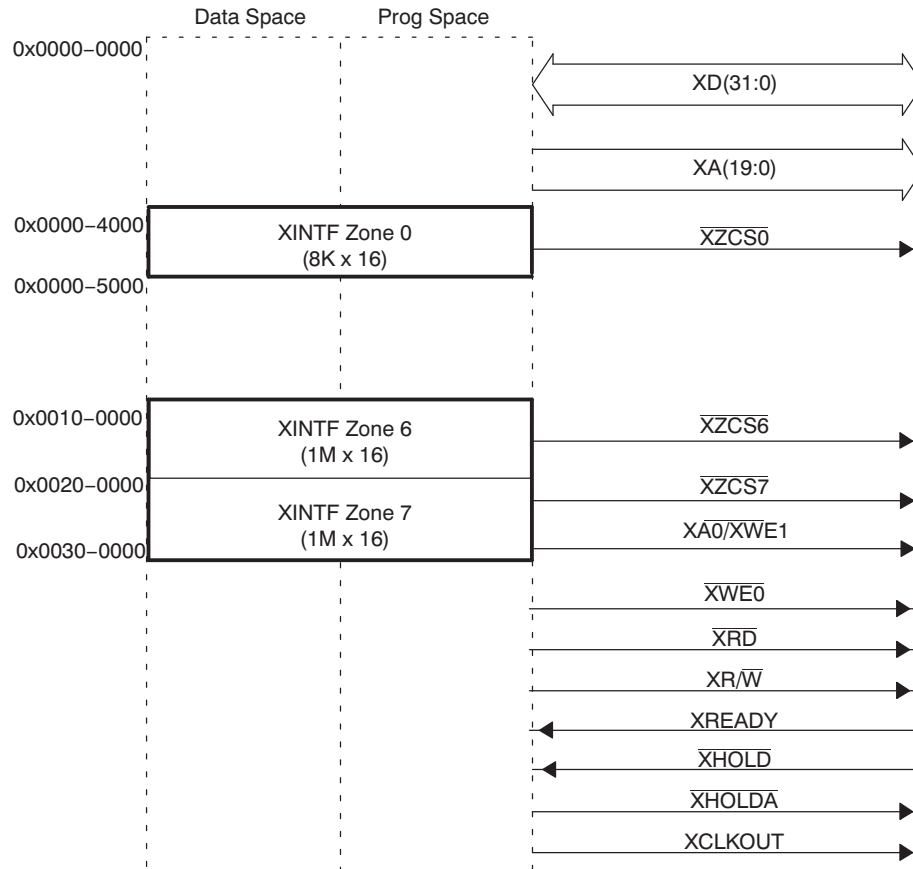 Data Space Prog Space
0x0000−0000
XD(31:0)
XA(19:0)
0x0000−4000
XINTF Zone 0
(8K x 16)
XZCS0
0x0000−5000
0x0010−0000
XINTF Zone 6
(1M x 16)
XZCS6
0x0020−0000
XZCS7
XINTF Zone 7
(1M x 16)
XA0/XWE1
0x0030−0000
XWE0
XRD
XR/W
XREADY
XHOLD
XHOLDA
XCLKOUT